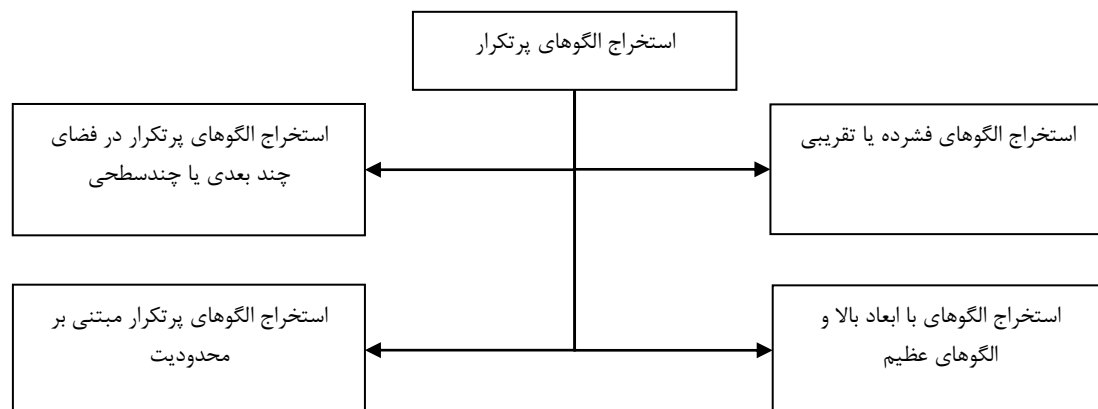 استخراج الگوهای پرتکرار
استخراج الگوهای فشرده یا تقریبی
استخراج الگوهای پرتکرار در فضای
چند بعدی یا چندسطحی
استخراج الگوهای با ابعاد بالا و
الگوهای عظیم
استخراج الگوهای پرتکرار مبتنی بر
محدودیت